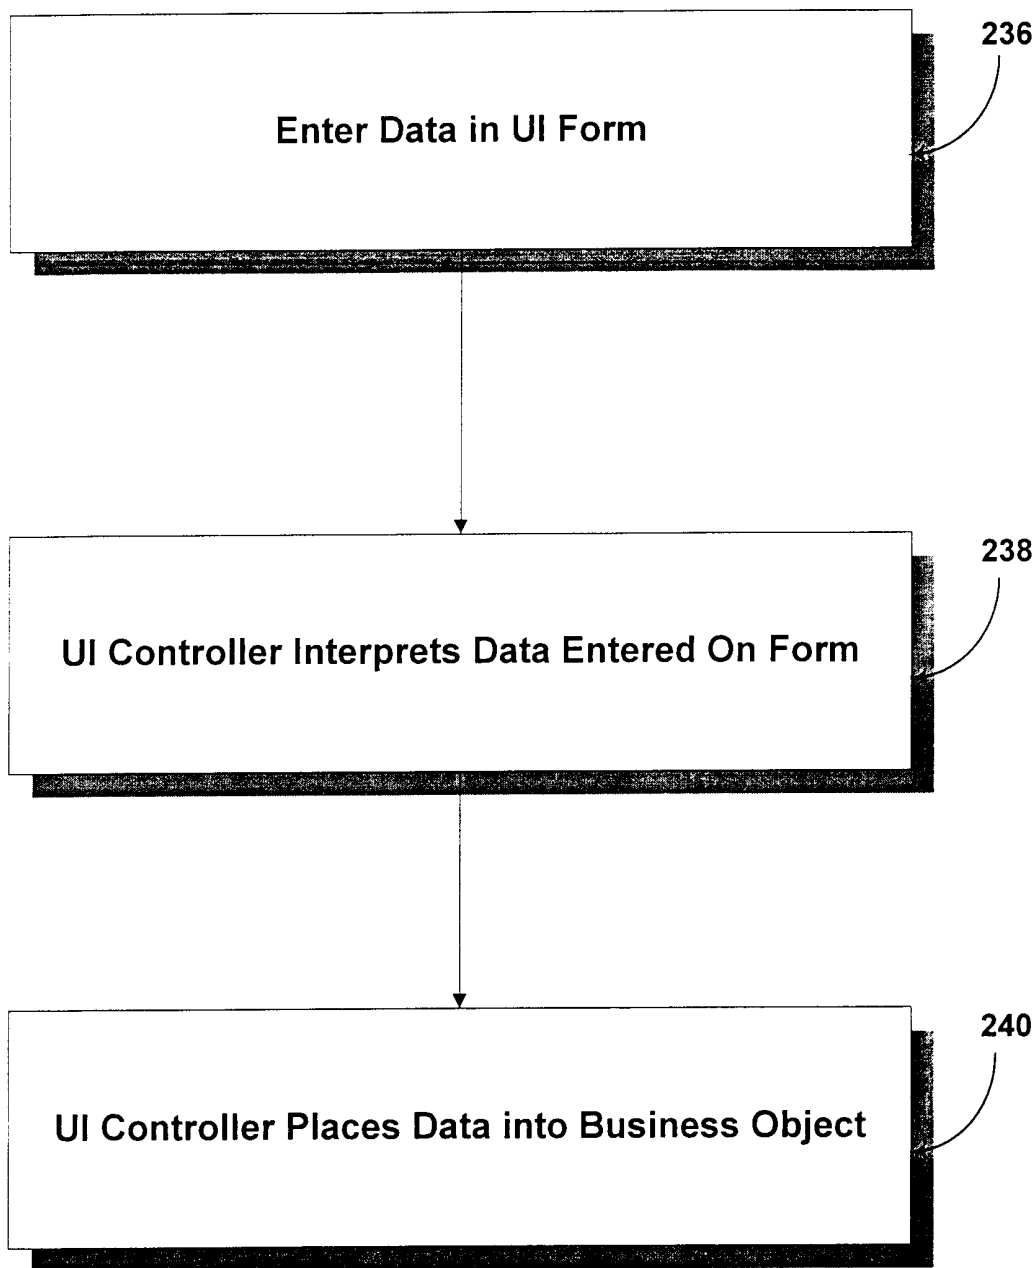 236
Enter Data in UI Form
238
UI Controller Interprets Data Entered On Form
240
UI Controller Places Data into Business Object